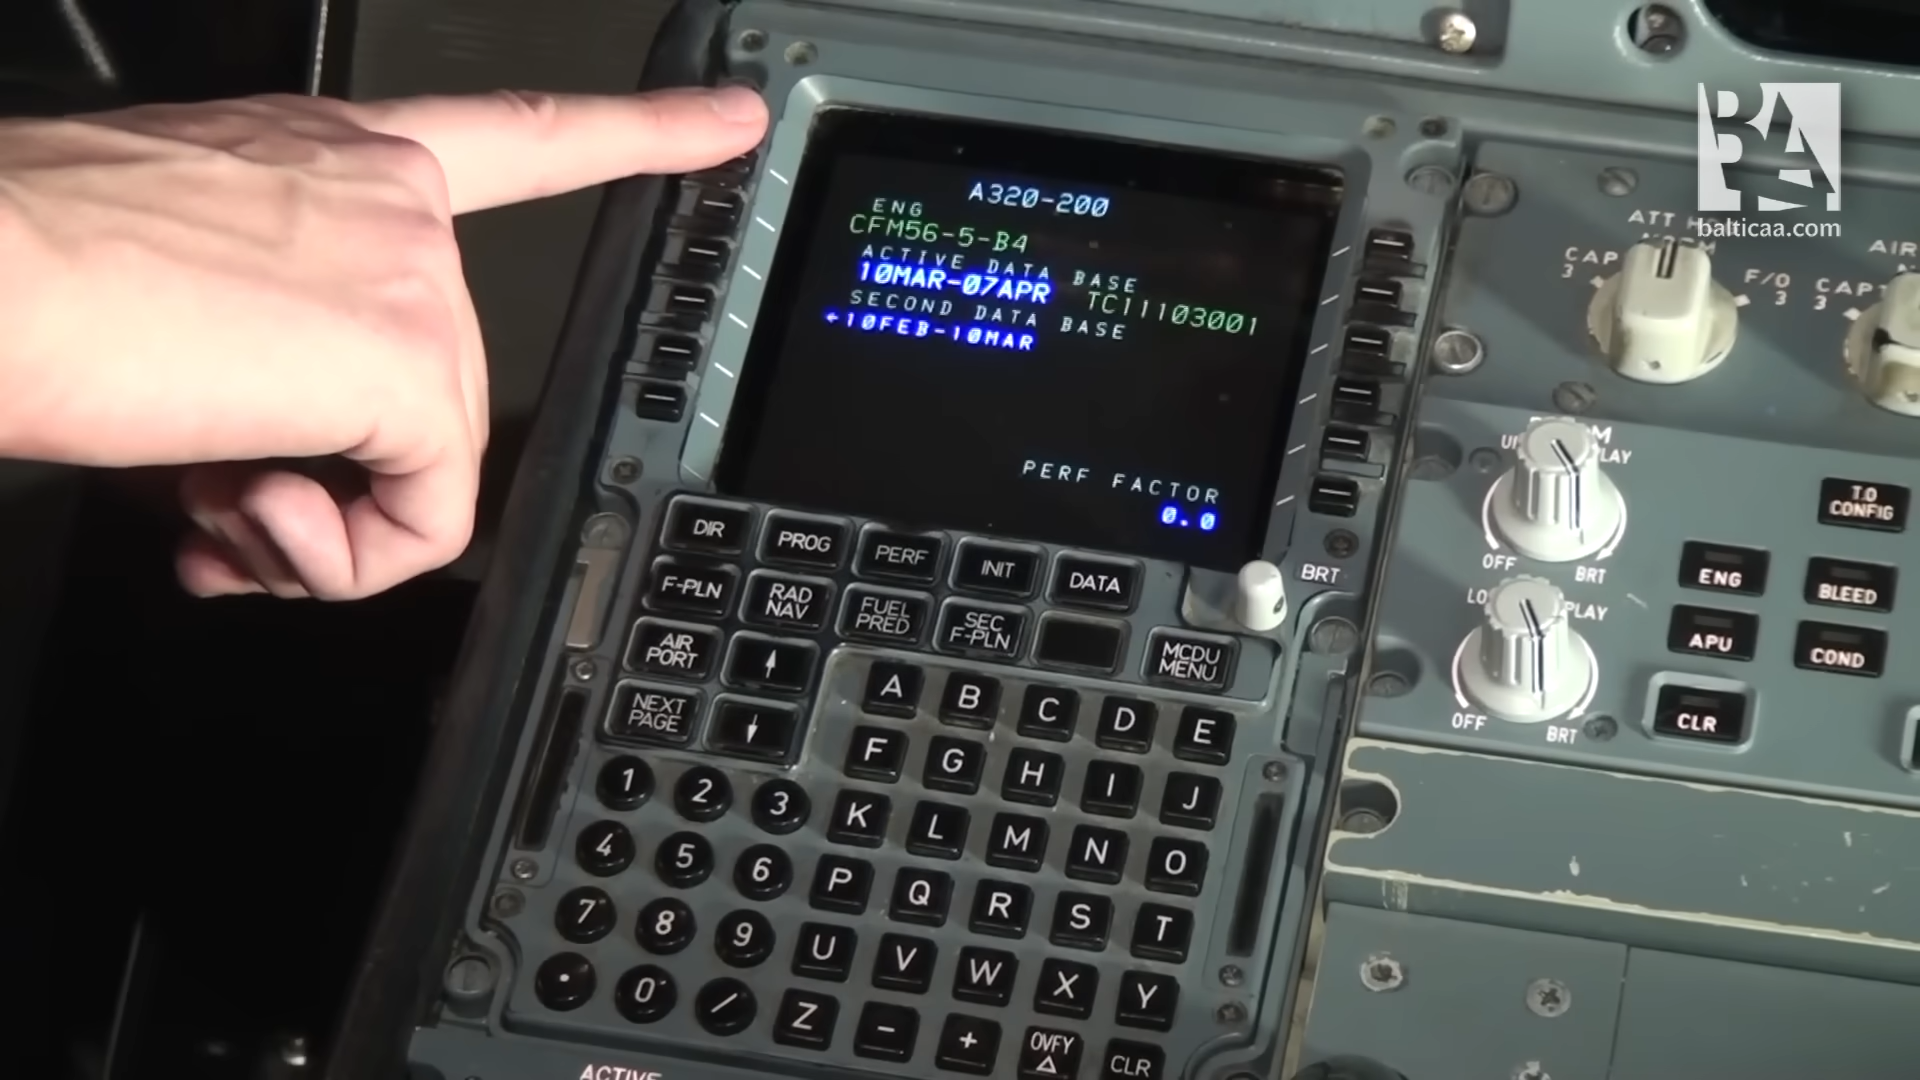 BAA
balticaa.com
A320-200
ENG
CFM56-5-B4
ACTIVE DATA BASE
10MAR-07APR TC11103001
SECOND DATA BASE
←10FEB-10MAR
PERF FACTOR
0.0
DIR PROG PERF INIT DATA
BRT
F-PLN RAD NAV FUEL PRED SEC F-PLN MCDU MENU
AIR PORT ↑
NEXT PAGE ↓
A B C D E
F G H I J
1 2 3 K L M N O
4 5 6 P Q R S T
7 8 9 U V W X Y
. 0 / Z - + OVFY △ CLR
ACTIVE
ATT
CAPT
3
F/O
3
CAPT
3
AIR
OFF BRT
OFF BRT
T.O CONFIG
ENG BLEED
APU COND
CLR